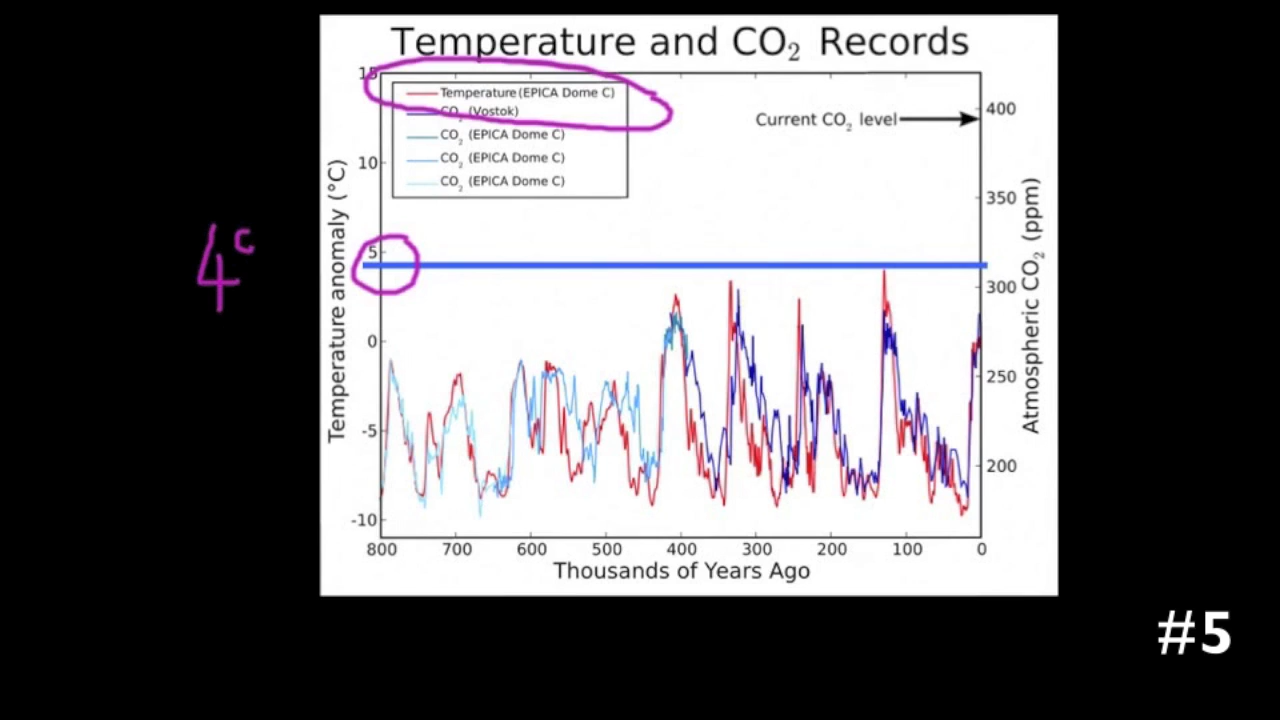 Temperature and CO₂ Records
15
Temperature (EPICA Dome C)
CO₂ (Vostok)
CO₂ (EPICA Dome C)
CO₂ (EPICA Dome C)
CO₂ (EPICA Dome C)
Current CO₂ level
400
10
350
5
300
0
250
-5
200
-10
Temperature anomaly (°C)
Atmospheric CO₂ (ppm)
4ᶜ
800 700 600 500 400 300 200 100 0
Thousands of Years Ago
#5